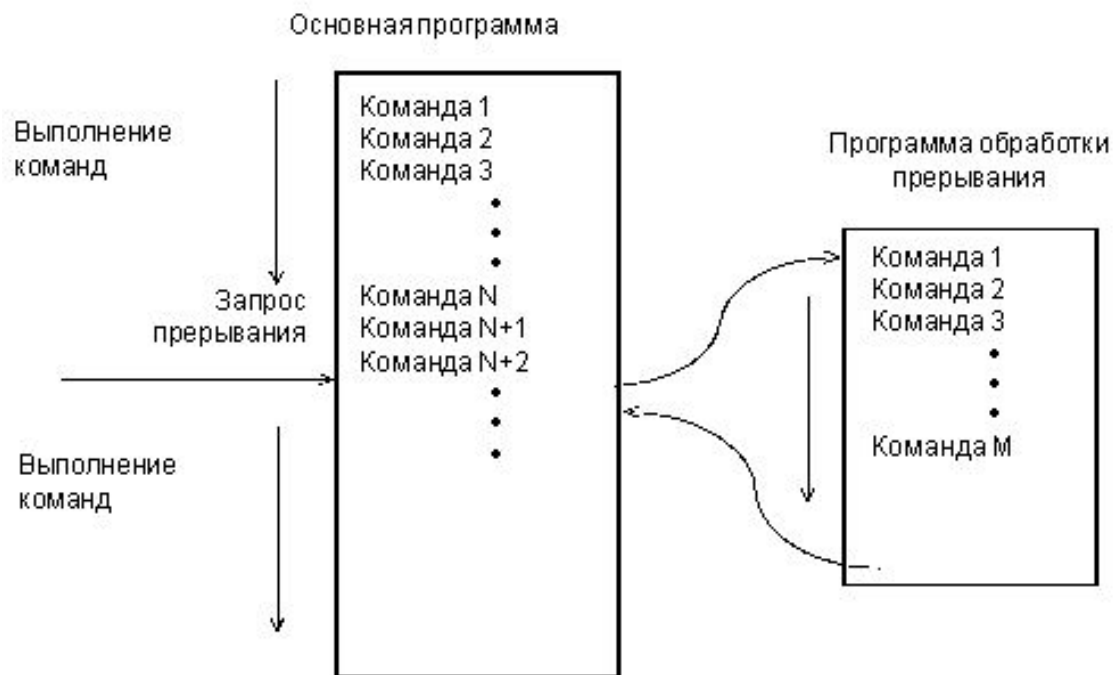 Основная программа
Выполнение
команд
Команда 1
Команда 2
Команда 3
Запрос
прерывания
Команда N
Команда N+1
Команда N+2
Выполнение
команд
Программа обработки
прерывания
Команда 1
Команда 2
Команда 3
Команда M